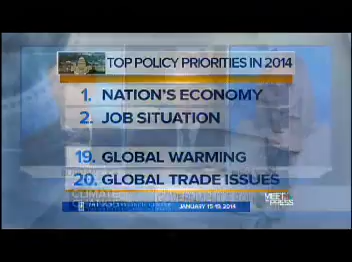 TOP POLICY PRIORITIES IN 2014
1. NATION'S ECONOMY
2. JOB SITUATION
19. GLOBAL WARMING
20. GLOBAL TRADE ISSUES
CLIMATE
JANUARY 15-19, 2014
MEET THE PRESS